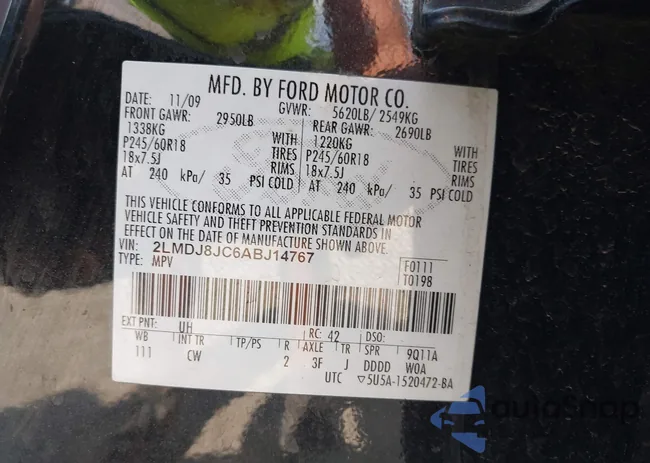 MFD. BY FORD MOTOR CO.
DATE: 11/09 GVWR: 5620LB/ 2549KG
FRONT GAWR: 2950LB REAR GAWR: 2690LB
1338KG WITH 1220KG WITH
P245/60R18 TIRES P245/60R18 TIRES
18x7.5J RIMS 18x7.5J RIMS
AT 240 kPa/ 35 PSI COLD AT 240 kPa/ 35 PSI COLD
THIS VEHICLE CONFORMS TO ALL APPLICABLE FEDERAL MOTOR
VEHICLE SAFETY AND THEFT PREVENTION STANDARDS IN
EFFECT ON THE DATE OF MANUFACTURE SHOWN ABOVE.
VIN: 2LMDJ8JC6ABJ14767
TYPE: MPV
F0111
T0198
EXT PNT: UH RC: 42 DSO:
WB INT TR TP/PS R AXLE TR SPR 9Q11A
111 CW 2 3F J DDDD WOA
UTC ▽5U5A-1520472-BA
AutoSnap